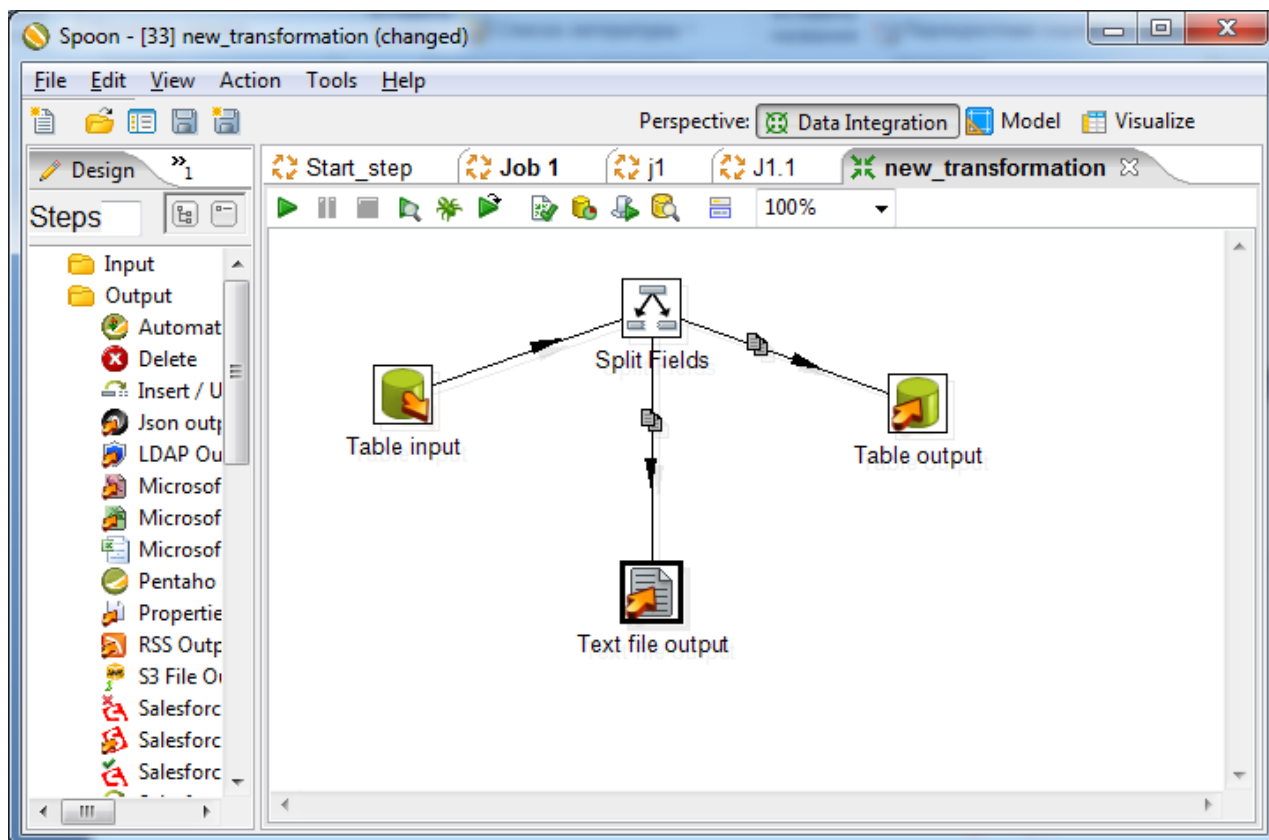 Spoon - [33] new_transformation (changed)
File Edit View Action Tools Help
Perspective: Data Integration Model Visualize
Design »1
Start_step Job 1 j1 J1.1 new_transformation
Steps
100%
Input
Output
Automat
Delete
Insert / U
Json outp
LDAP Ou
Microsof
Microsof
Microsof
Pentaho
Propertie
RSS Outp
S3 File Ou
Salesforc
Salesforc
Salesforc
Split Fields
Table input
Table output
Text file output